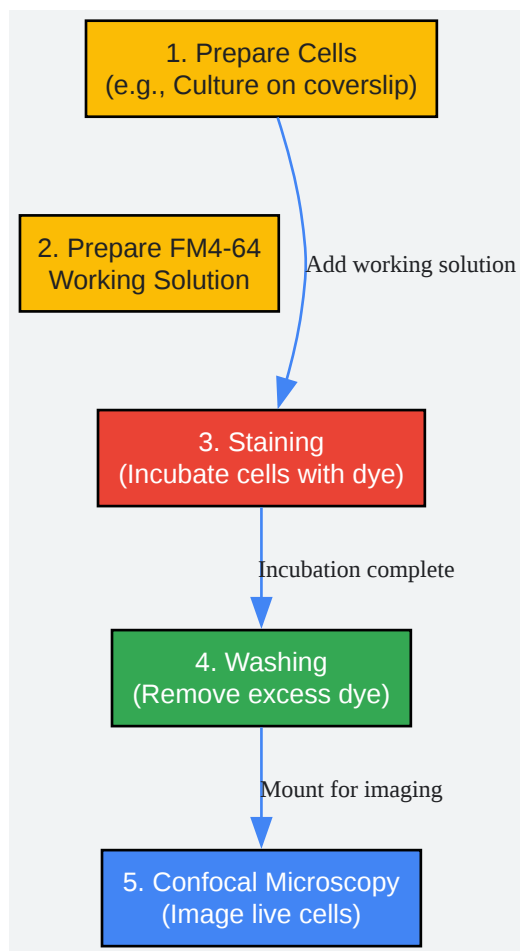 1. Prepare Cells
(e.g., Culture on coverslip)
2. Prepare FM4-64
Working Solution
Add working solution
3. Staining
(Incubate cells with dye)
Incubation complete
4. Washing
(Remove excess dye)
Mount for imaging
5. Confocal Microscopy
(Image live cells)